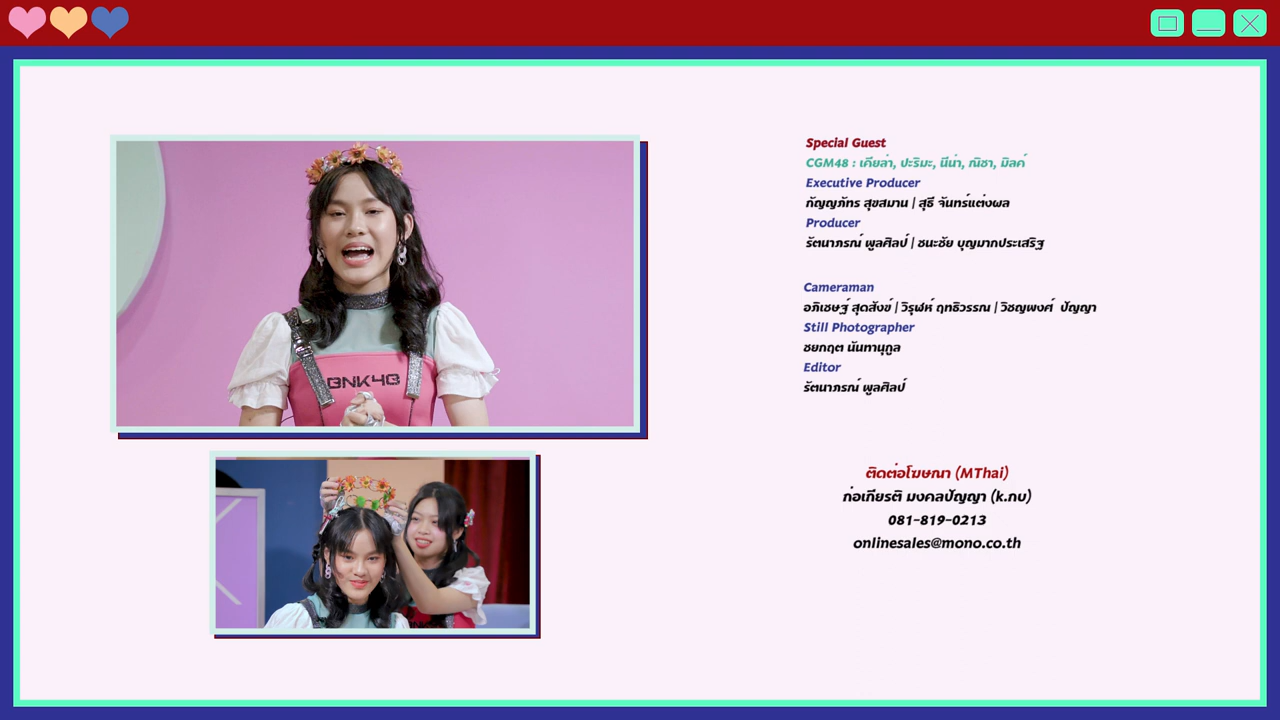 BNK48
Special Guest
CGM48 : เคียล่า, ปะริมะ, นีน่า, ณิชา, มิลค์
Executive Producer
กัญญภัทร สุขสมาน | สุธี จันทร์แต่งผล
Producer
รัตนาภรณ์ พูลศิลป์ | ชนะชัย บุญมากประเสริฐ
Cameraman
อภิเชษฐ์ สุดสังข์ | วิรุฬห์ ฤทธิวรรณ | วิชญพงศ์ ปัญญา
Still Photographer
ชยกฤต นันทานุกูล
Editor
รัตนาภรณ์ พูลศิลป์
ติดต่อโฆษณา (MThai)
ก่อเกียรติ มงคลปัญญา (k.กบ)
081-819-0213
onlinesales@mono.co.th